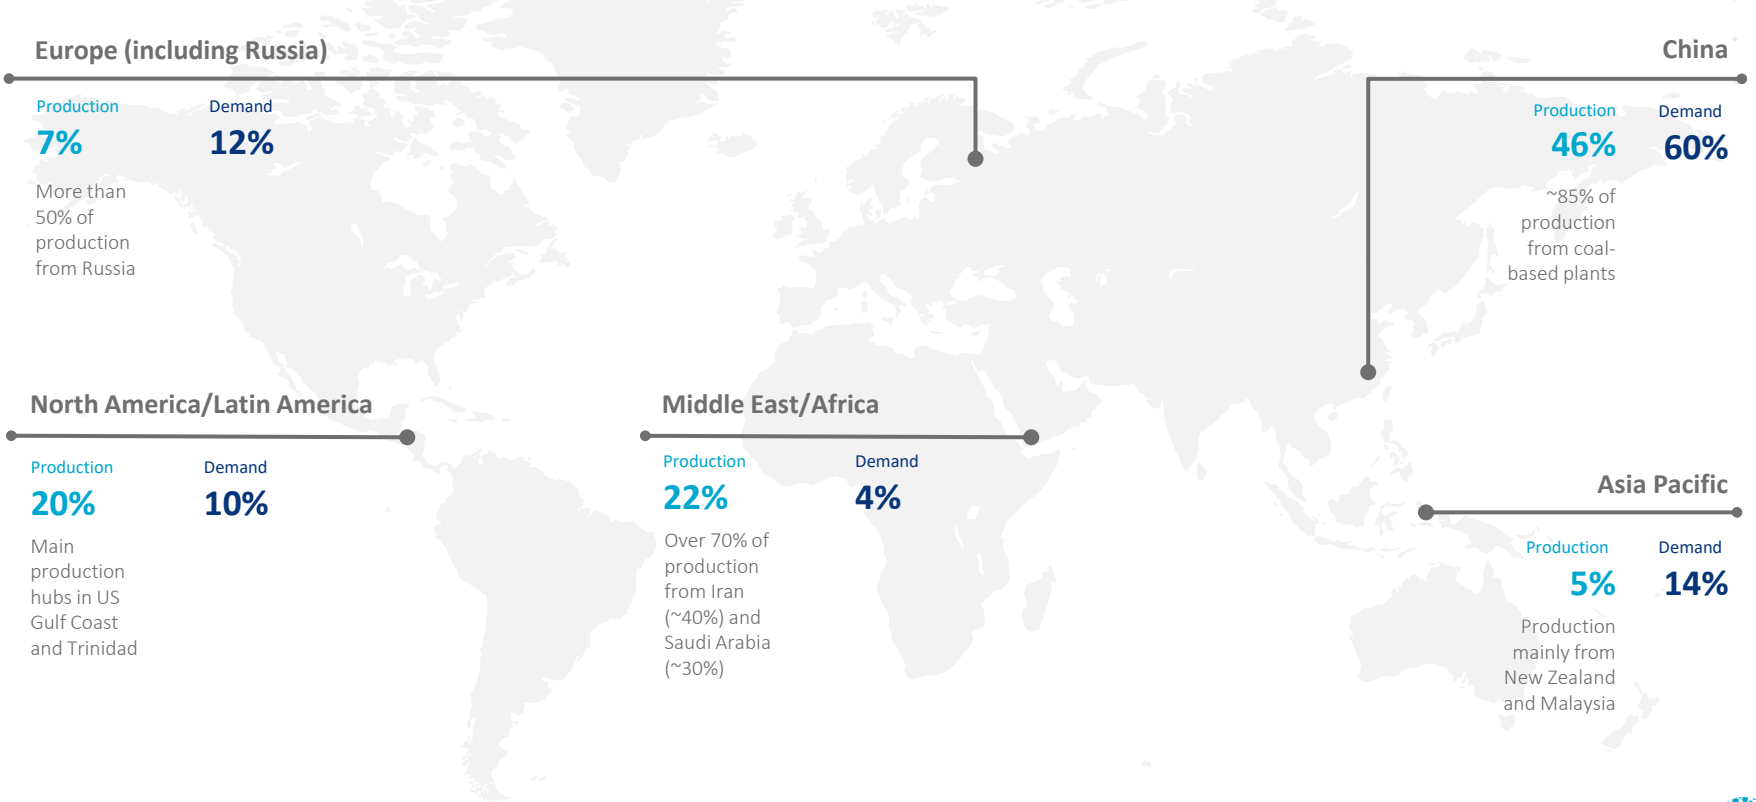 Europe (including Russia)
Production Demand
7% 12%
More than
50% of
production
from Russia
China
Production Demand
46% 60%
~85% of
production
from coal-
based plants
North America/Latin America
Production Demand
20% 10%
Main
production
hubs in US
Gulf Coast
and Trinidad
Middle East/Africa
Production Demand
22% 4%
Over 70% of
production
from Iran
(~40%) and
Saudi Arabia
(~30%)
Asia Pacific
Production Demand
5% 14%
Production
mainly from
New Zealand
and Malaysia